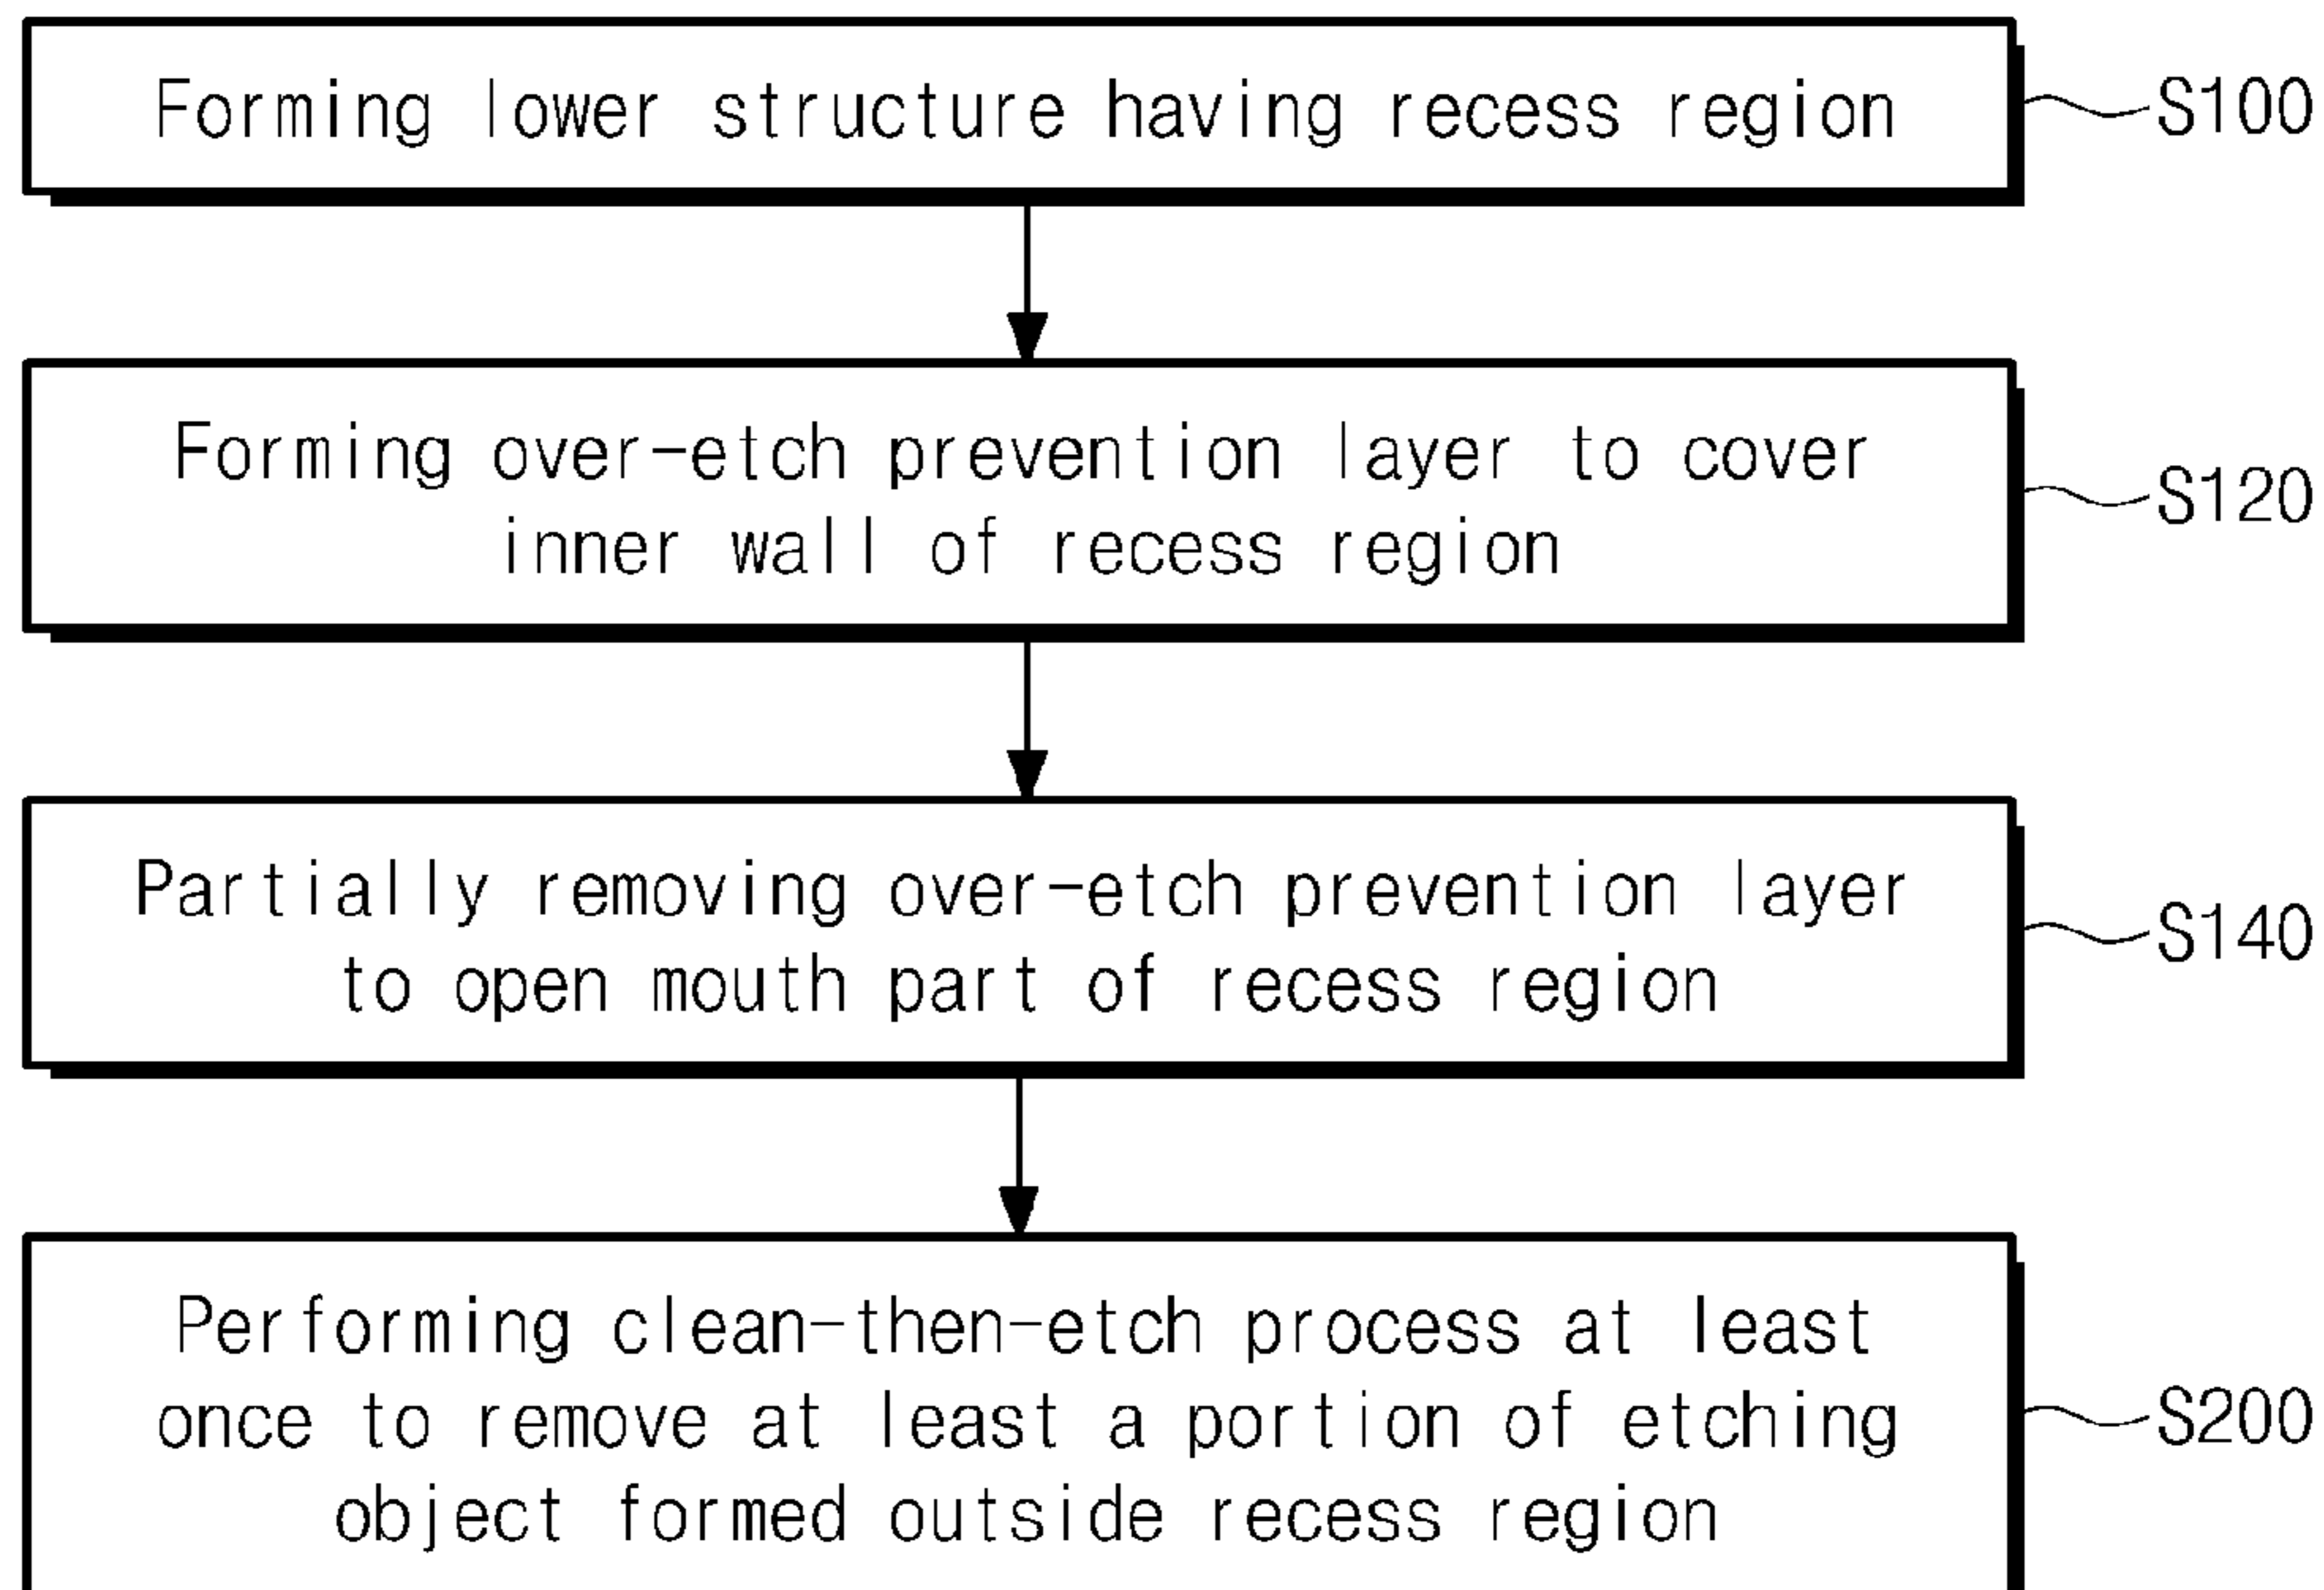 Forming lower structure having recess region
S100
Forming over-etch prevention layer to cover
inner wall of recess region
S120
Partially removing over-etch prevention layer
to open mouth part of recess region
S140
Performing clean-then-etch process at least
once to remove at least a portion of etching
object formed outside recess region
S200